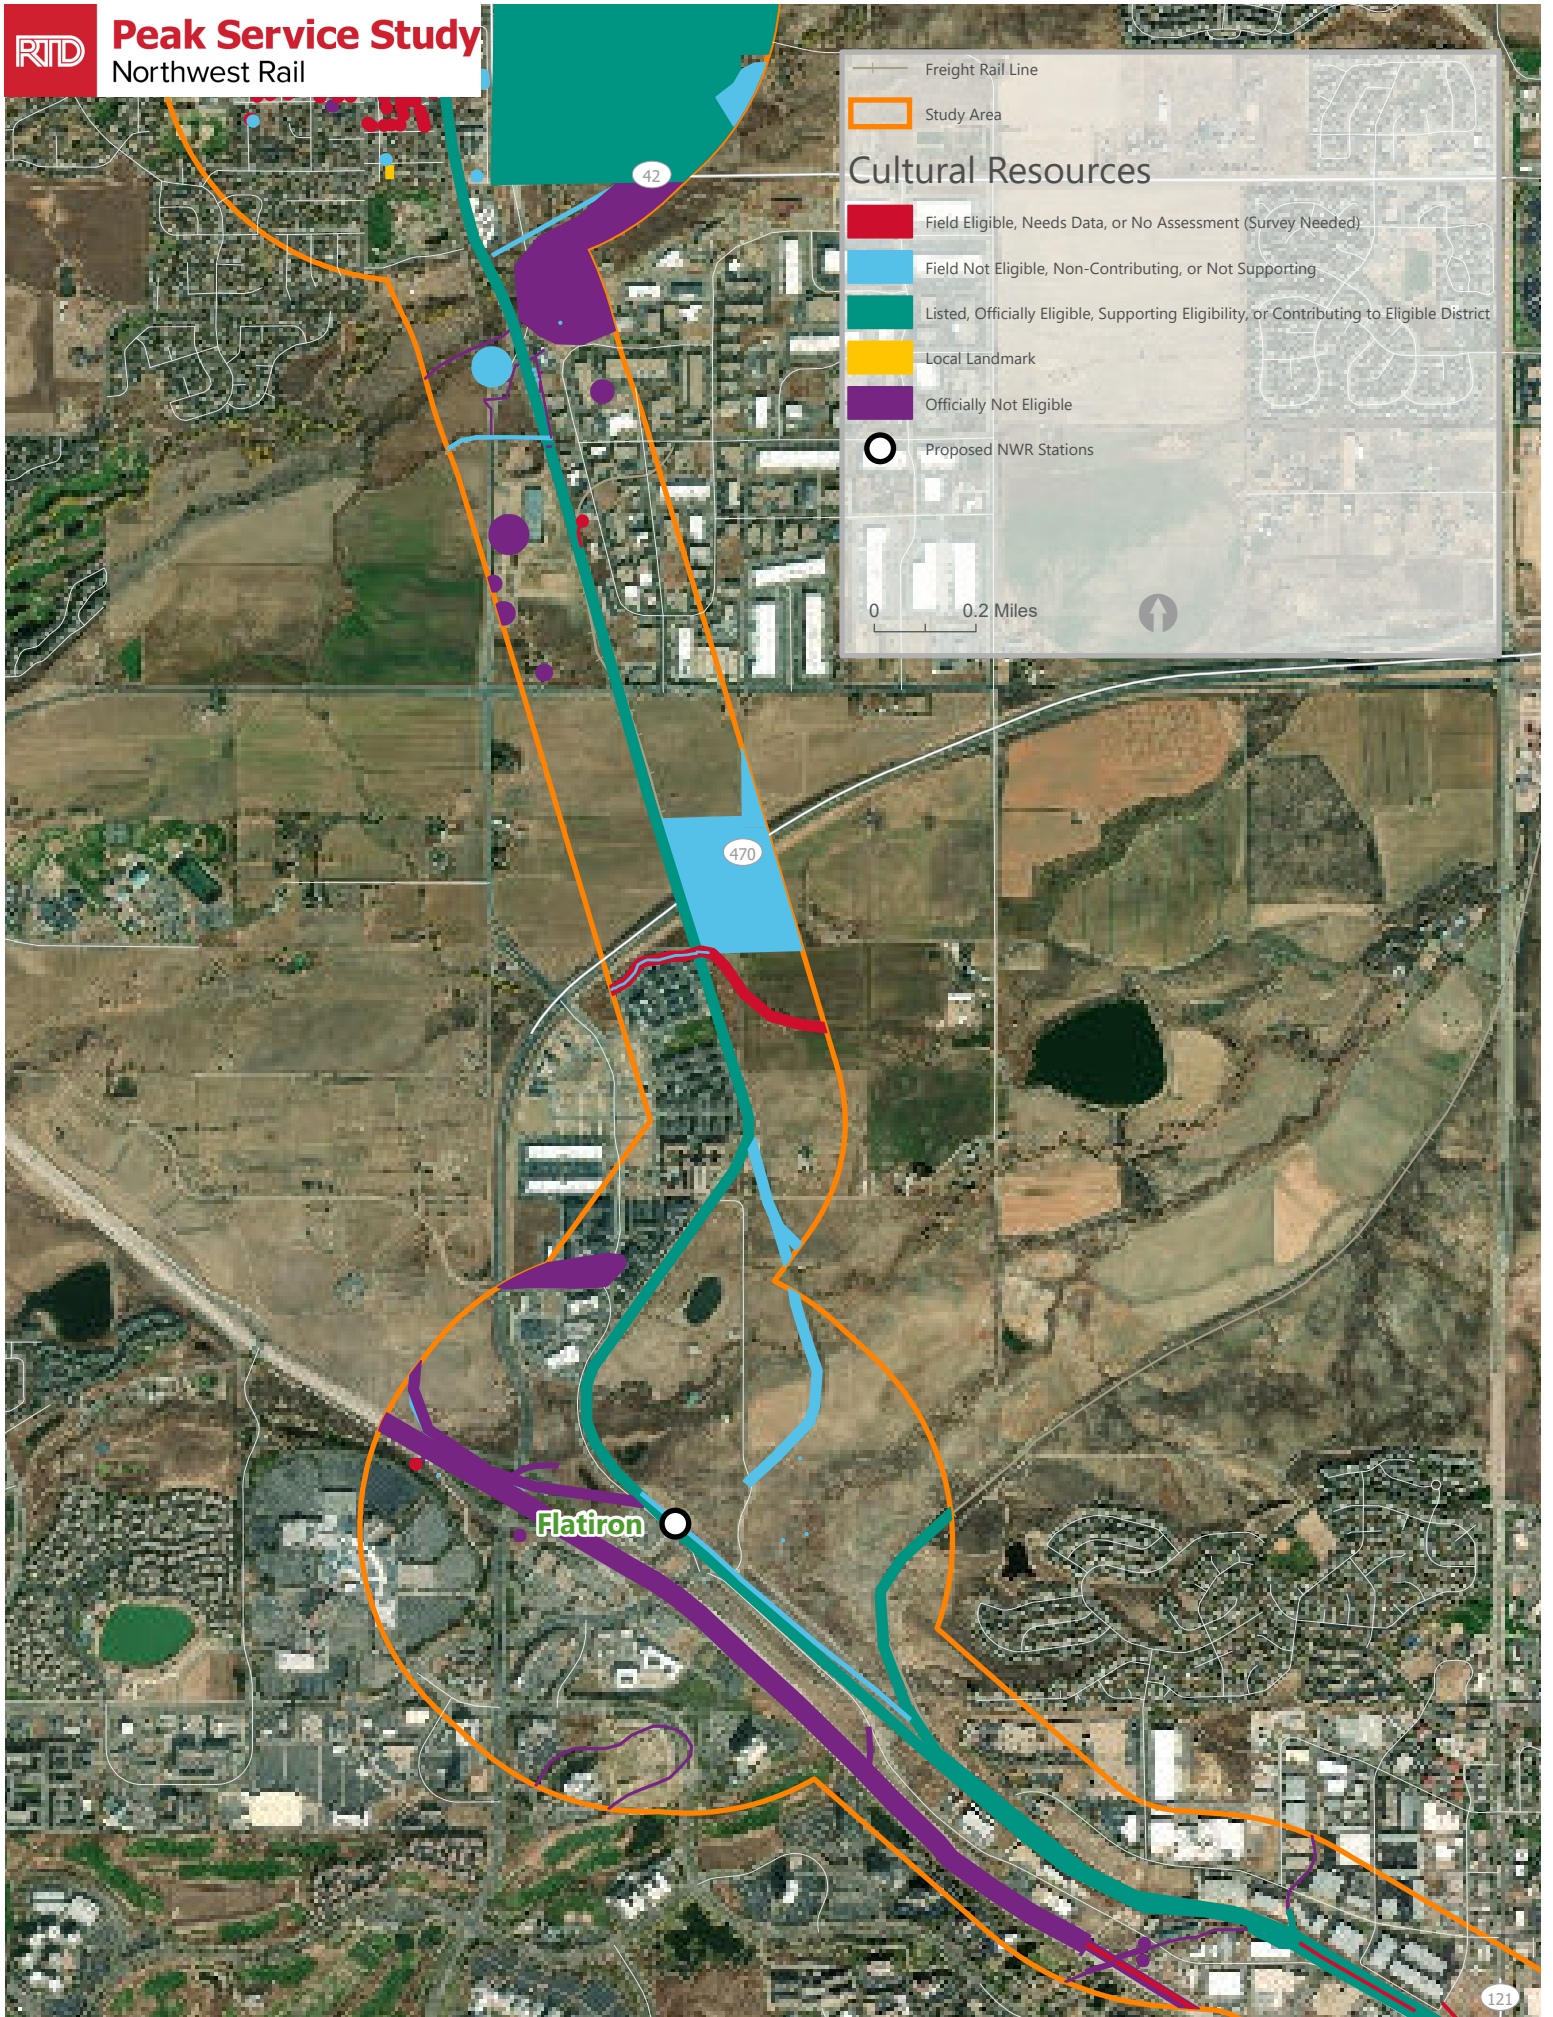 RTD
Peak Service Study
Northwest Rail
Freight Rail Line
Study Area
Cultural Resources
Field Eligible, Needs Data, or No Assessment (Survey Needed)
Field Not Eligible, Non-Contributing, or Not Supporting
Listed, Officially Eligible, Supporting Eligibility, or Contributing to Eligible District
Local Landmark
Officially Not Eligible
Proposed NWR Stations
0 0.2 Miles
42
470
Flatiron
121